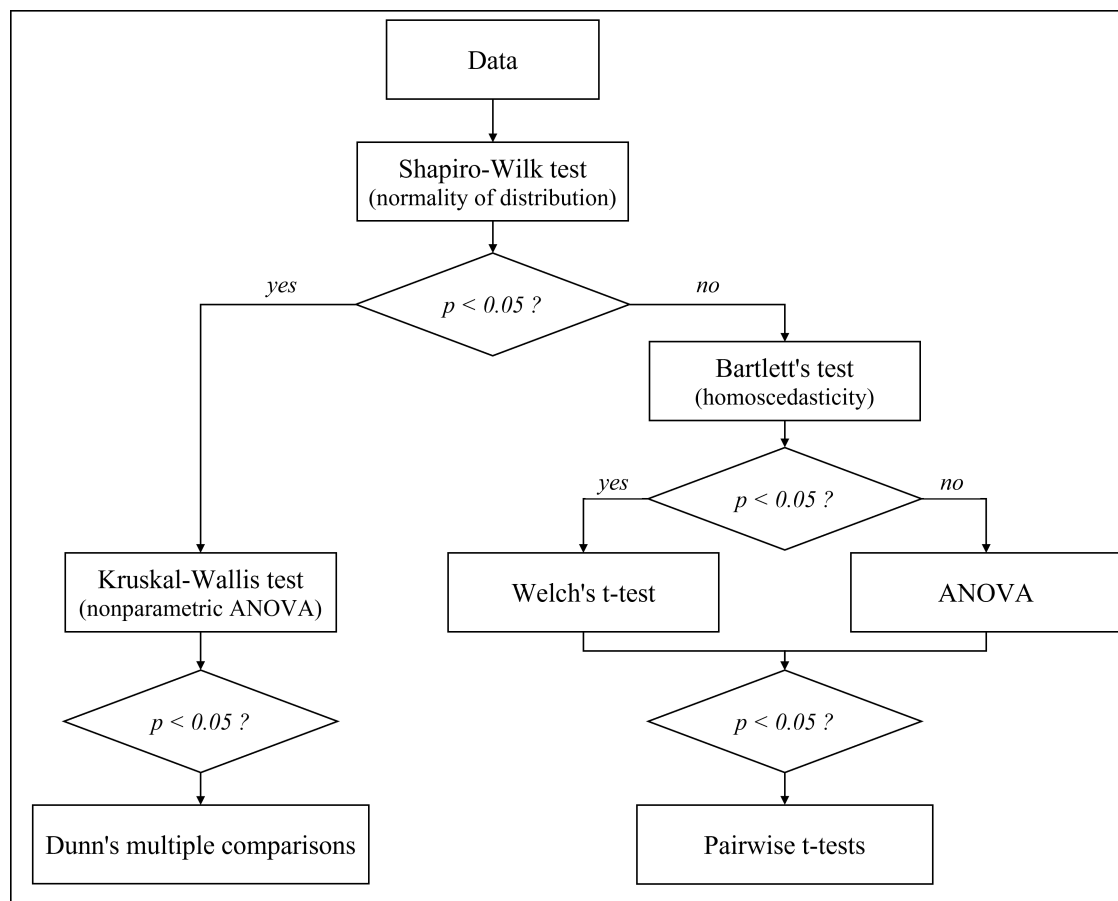 Data
Shapiro-Wilk test
(normality of distribution)
yes
p < 0.05 ?
no
Bartlett's test
(homoscedasticity)
yes
p < 0.05 ?
no
Kruskal-Wallis test
(nonparametric ANOVA)
Welch's t-test
ANOVA
p < 0.05 ?
p < 0.05 ?
Dunn's multiple comparisons
Pairwise t-tests